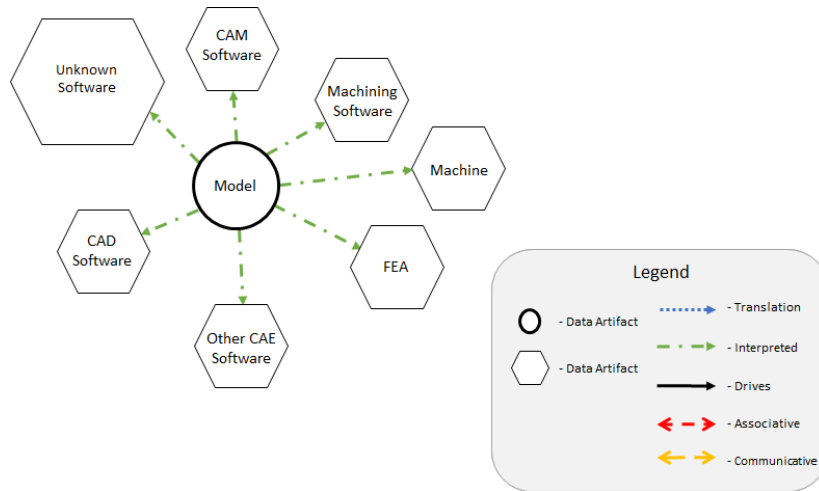 CAM
Software
Unknown
Software
Machining
Software
Machine
Model
CAD
Software
FEA
Other CAE
Software
Legend
- Data Artifact
- Data Artifact
- Translation
- Interpreted
- Drives
- Associative
- Communicative